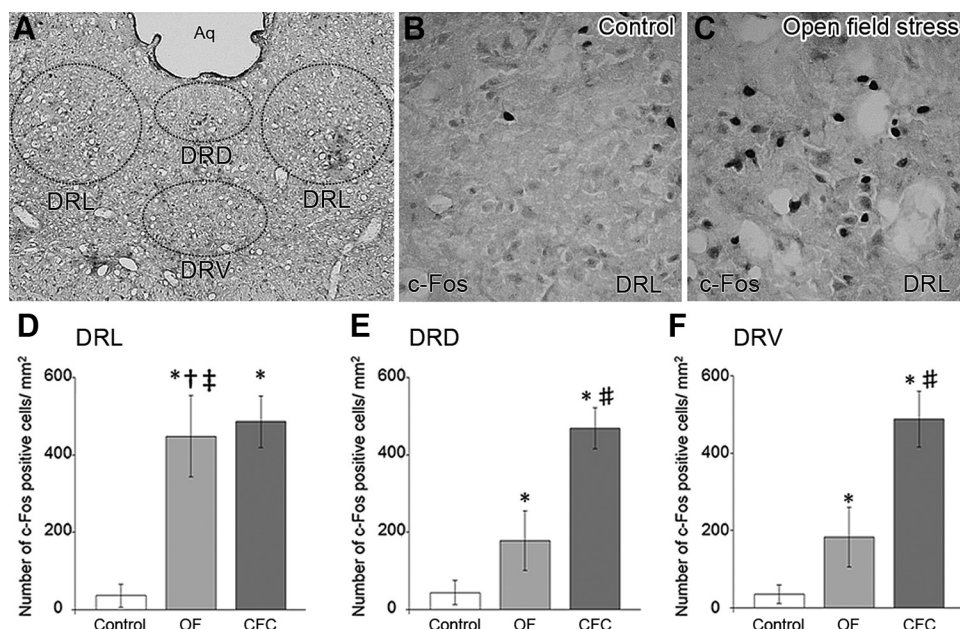 A
Aq
DRD
DRL
DRL
DRV
B
Control
c-Fos
DRL
C
Open field stress
c-Fos
DRL
D
DRL
Number of c-Fos positive cells/ mm²
600
400
200
0
*†‡
*
Control
OF
CFC
E
DRD
Number of c-Fos positive cells/ mm²
600
400
200
0
*
*#
Control
OF
CFC
F
DRV
Number of c-Fos positive cells/ mm²
600
400
200
0
*
*#
Control
OF
CFC